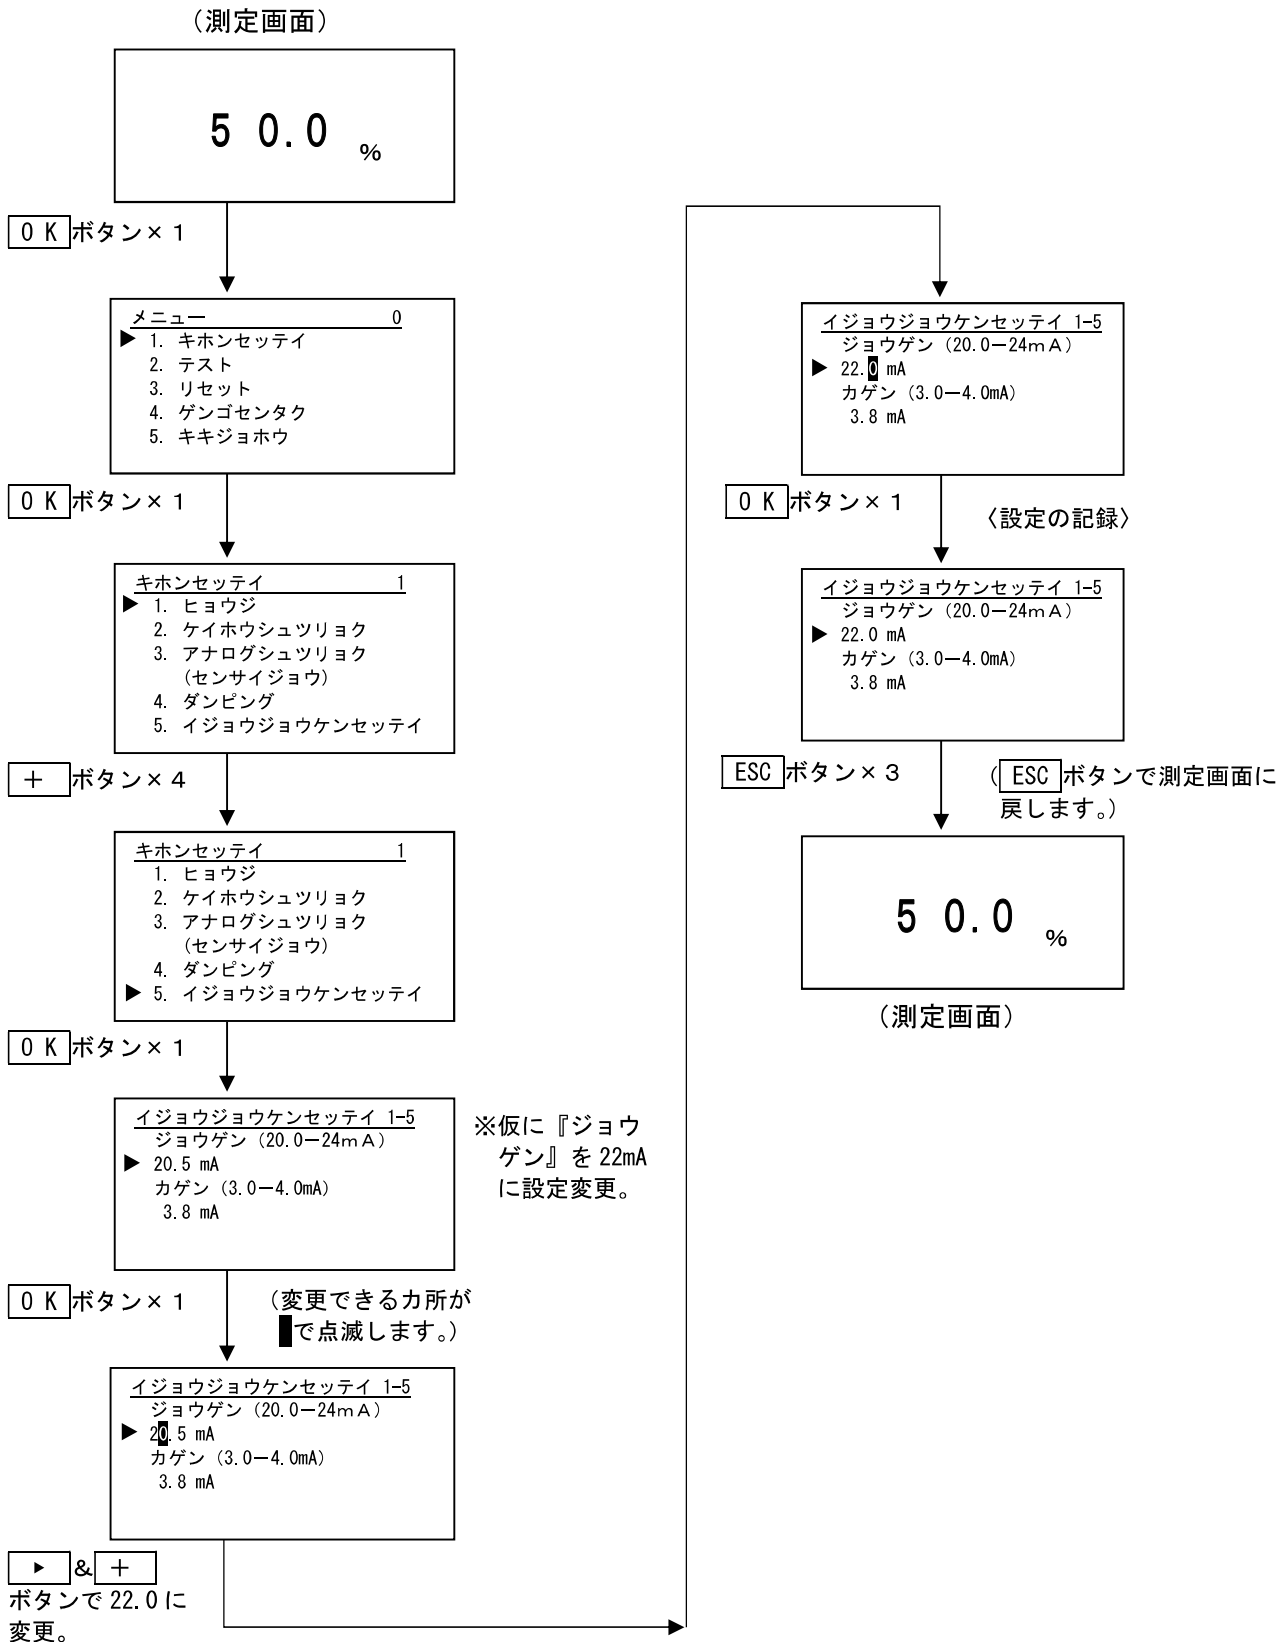 （測定画面）
５０.０ %
ＯＫ ボタン×１
メニュー 0
▶ 1. キホンセッテイ
2. テスト
3. リセット
4. ゲンゴセンタク
5. キキジョホウ
ＯＫ ボタン×１
キホンセッテイ 1
▶ 1. ヒョウジ
2. ケイホウシュツリョク
3. アナログシュツリョク
(センサイジョウ)
4. ダンピング
5. イジョウジョウケンセッテイ
＋ ボタン×４
キホンセッテイ 1
1. ヒョウジ
2. ケイホウシュツリョク
3. アナログシュツリョク
(センサイジョウ)
4. ダンピング
▶ 5. イジョウジョウケンセッテイ
ＯＫ ボタン×１
イジョウジョウケンセッテイ 1-5
ジョウゲン（20.0－24ｍＡ）
▶ 20.5 mA
カゲン（3.0－4.0mA）
3.8 mA
※仮に『ジョウ
ゲン』を 22mA
に設定変更。
ＯＫ ボタン×１
（変更できるカ所が
█で点滅します。）
イジョウジョウケンセッテイ 1-5
ジョウゲン（20.0－24ｍＡ）
▶ 20.5 mA
カゲン（3.0－4.0mA）
3.8 mA
▶ & ＋
ボタンで 22.0 に
変更。
イジョウジョウケンセッテイ 1-5
ジョウゲン（20.0－24ｍＡ）
▶ 22.0 mA
カゲン（3.0－4.0mA）
3.8 mA
ＯＫ ボタン×１
〈設定の記録〉
イジョウジョウケンセッテイ 1-5
ジョウゲン（20.0－24ｍＡ）
▶ 22.0 mA
カゲン（3.0－4.0mA）
3.8 mA
ESC ボタン×３
（ESC ボタンで測定画面に
戻します。）
５０.０ %
（測定画面）